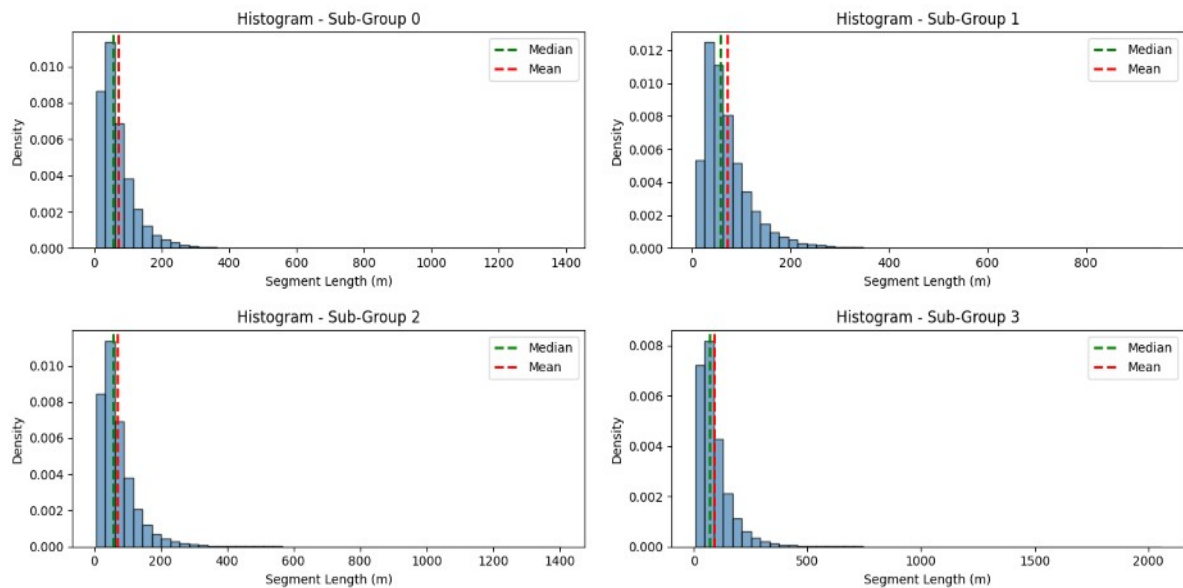 Histogram - Sub-Group 0
Median
Mean
0.010
0.008
0.006
0.004
0.002
0.000
Density
0 200 400 600 800 1000 1200 1400
Segment Length (m)
Histogram - Sub-Group 1
Median
Mean
0.012
0.010
0.008
0.006
0.004
0.002
0.000
Density
0 200 400 600 800
Segment Length (m)
Histogram - Sub-Group 2
Median
Mean
0.010
0.008
0.006
0.004
0.002
0.000
Density
0 200 400 600 800 1000 1200 1400
Segment Length (m)
Histogram - Sub-Group 3
Median
Mean
0.008
0.006
0.004
0.002
0.000
Density
0 500 1000 1500 2000
Segment Length (m)